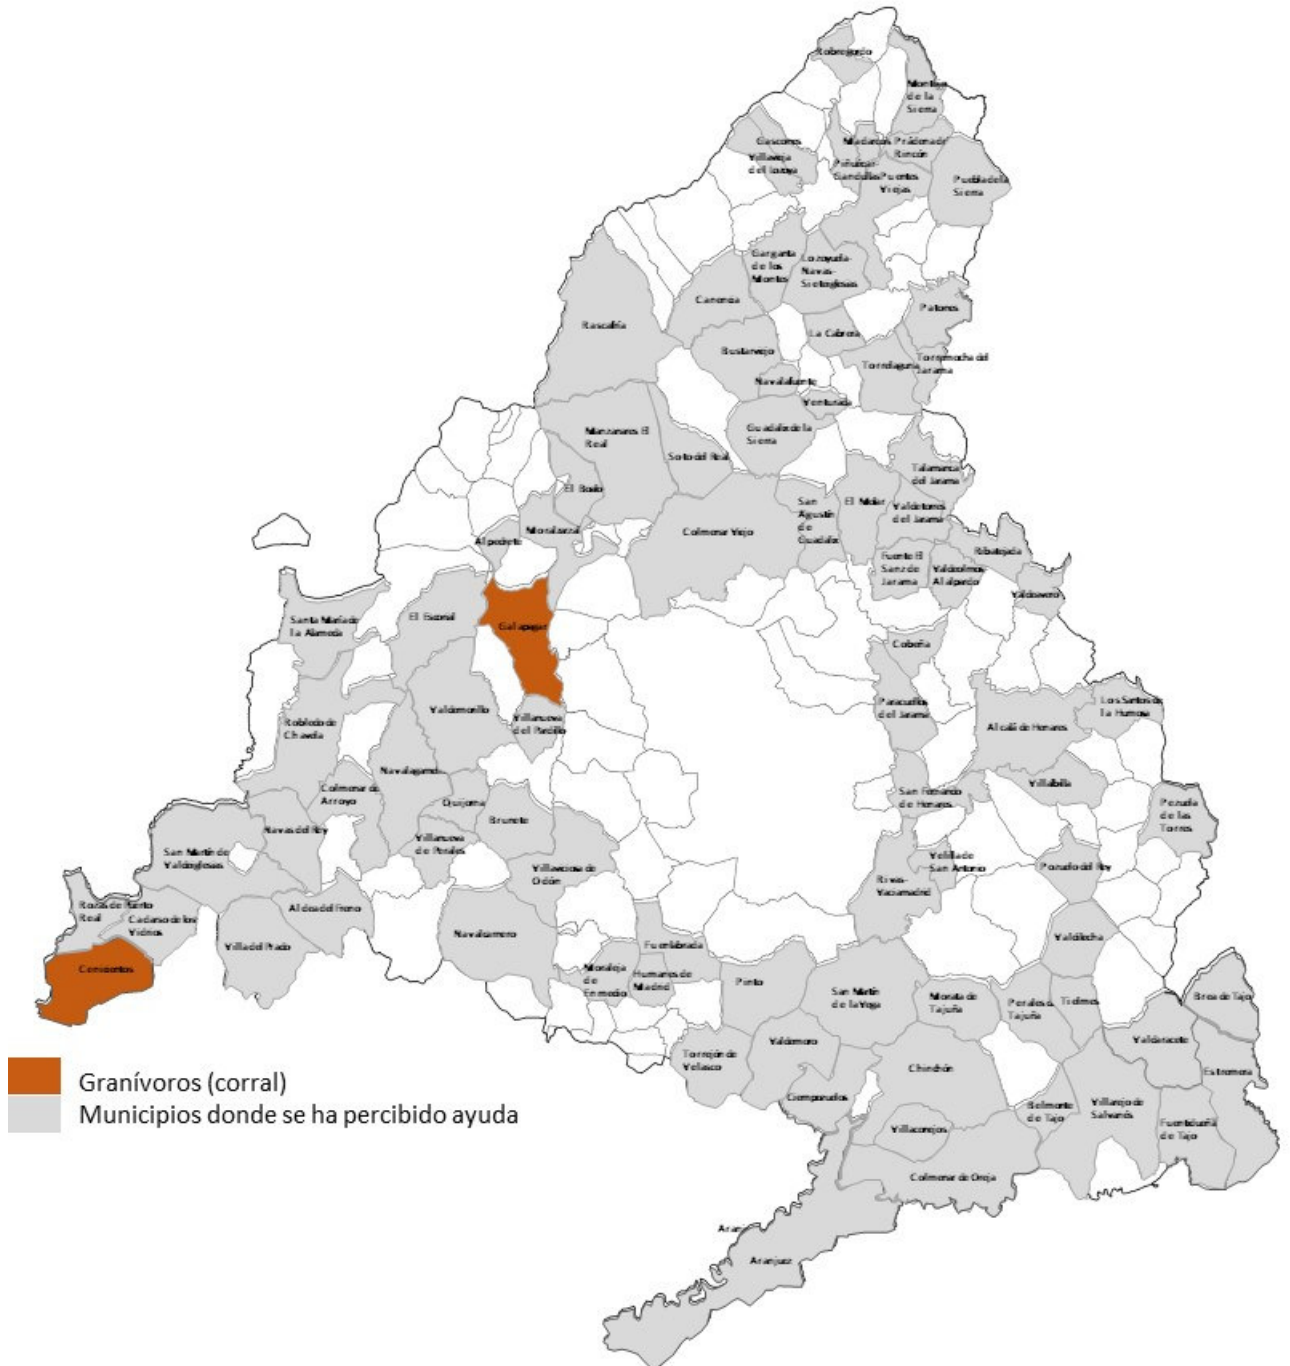 Robregordo
Montejo
de la
Sierra
Gascones
Madarcos
Prádena del
Rincón
Villavieja
del Lozoya
Piñuécar-
Gandullas
Puentes
Viejas
Puebla de la
Sierra
Garganta
de los
Montes
Lozoyuela-
Navas-
Sieteiglesias
Canencia
Patones
Rascafría
La Cabrera
Bustarviejo
Torrelaguna
Torremocha del
Jarama
Navalafuente
Venturada
Manzanares El
Real
Guadalix de la
Sierra
Soto del Real
Talamanca
del Jarama
El Boalo
San
Agustín
de
Guadalix
El Molar
Valdetorres
del Jarama
Moralzarzal
Colmenar Viejo
Alpedrete
Ribatejada
Fuente El
Sanz de
Jarama
Valdeolmos
Alalpardo
Valdeavero
Santa María de
la Alameda
El Escorial
Galapagar
Cobeña
Paracuellos
del Jarama
Los Santos de
la Humosa
Valdemorillo
Villanueva
del Pardillo
Robledo de
Chavela
Alcalá de Henares
Navalagamella
Villalbilla
Colmenar de
Arroyo
San Fernando
de Henares
Quijorna
Pezuela
de las
Torres
Brunete
Navas del Rey
Villanueva
de Perales
San Martín de
Valdeiglesias
Velilla de
San Antonio
Villaviciosa de
Odón
Pozuelo del Rey
Rivas-
Vaciamadrid
Rozas de Puerto
Real
Aldea del Fresno
Cadalso de los
Vidrios
Navalcarnero
Valdilecha
Villa del Prado
Fuenlabrada
Cenicientos
Moraleja
de
Enmedio
Humanes de
Madrid
Pinto
San Martín
de la Vega
Morata de
Tajuña
Perales de
Tajuña
Tielmes
Brea de Tajo
Valdemoro
Valdaracete
Torrejón de
Velasco
Chinchón
Estremera
Granívoros (corral)
Ciempozuelos
Municipios donde se ha percibido ayuda
Belmonte
de Tajo
Villarejo de
Salvanés
Villaconejos
Fuentidueña
de Tajo
Colmenar de Oreja
Aranj
Aranjuez